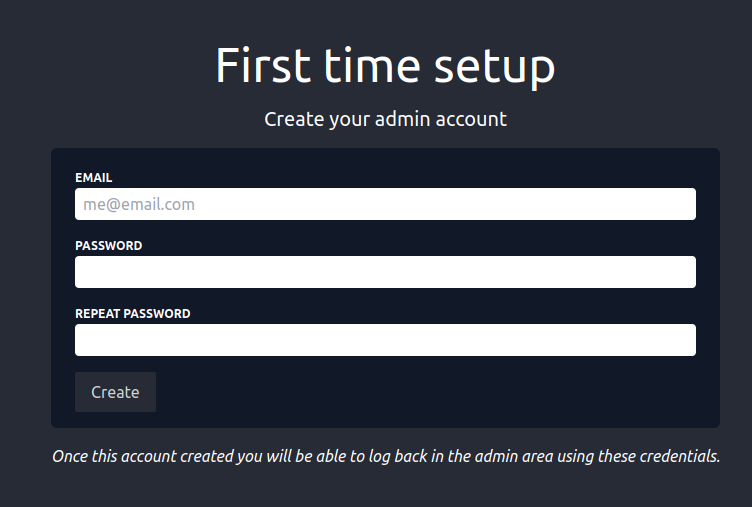 First time setup
Create your admin account
EMAIL
me@email.com
PASSWORD
REPEAT PASSWORD
Create
Once this account created you will be able to log back in the admin area using these credentials.